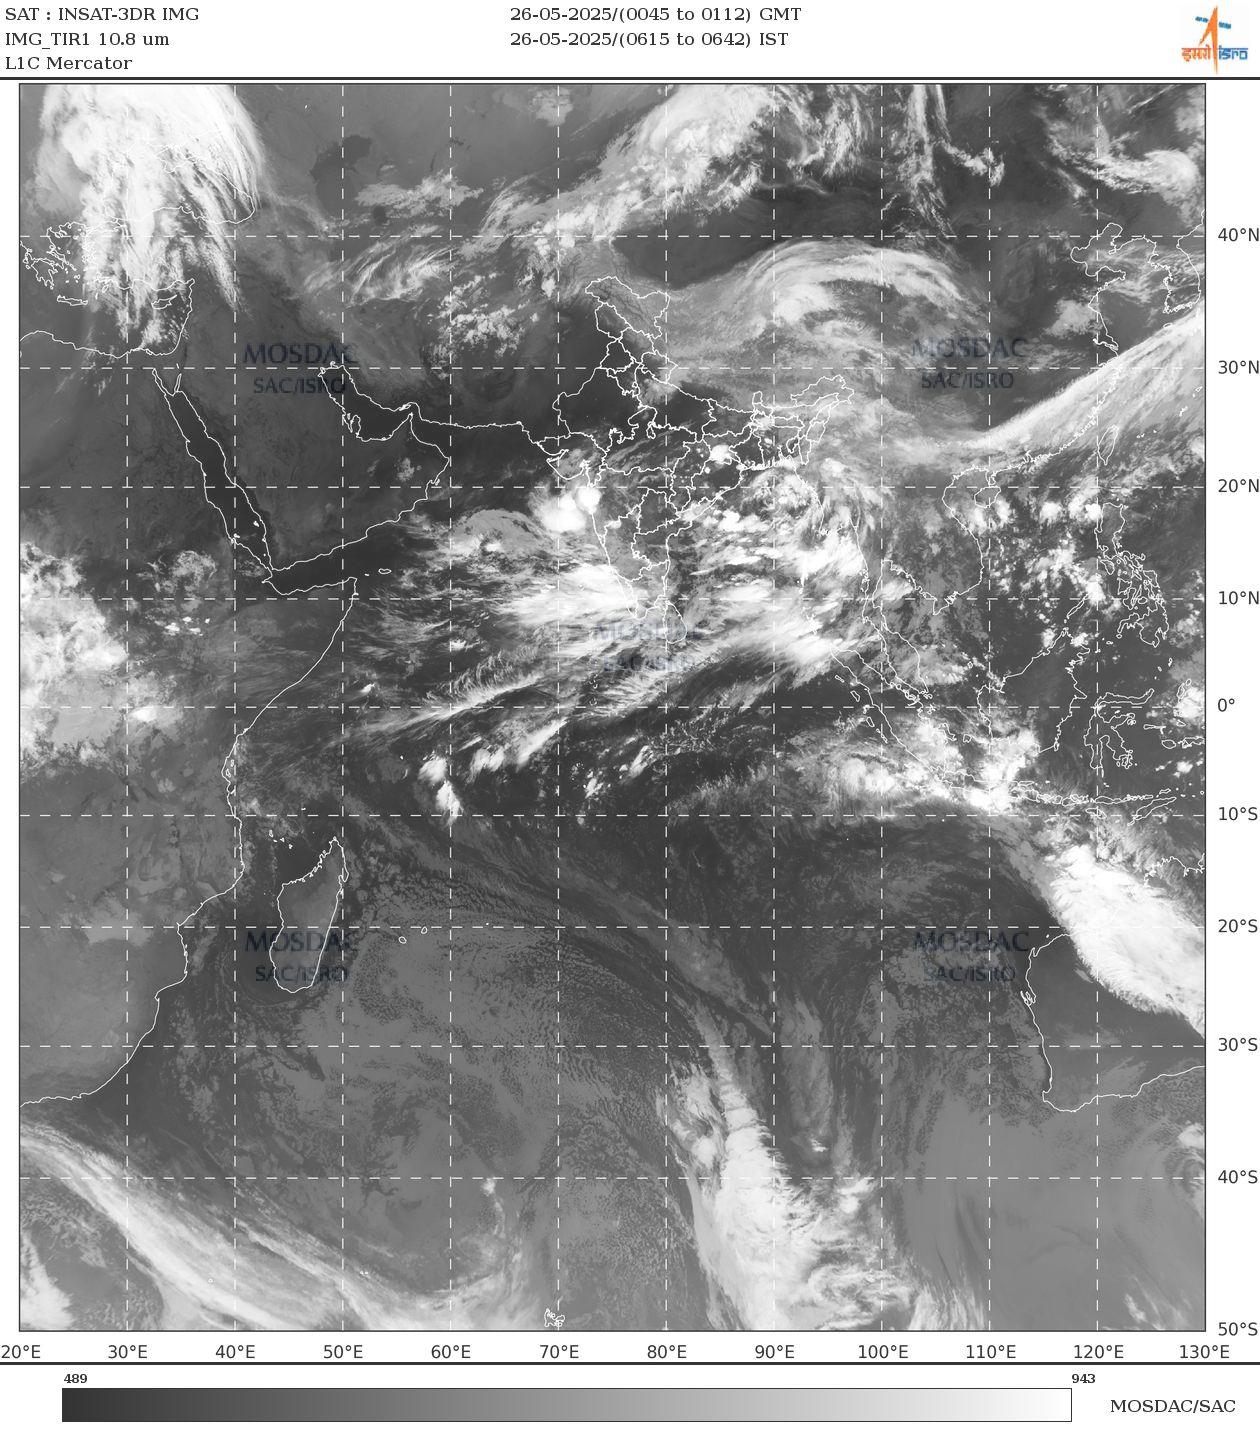 SAT : INSAT-3DR IMG
26-05-2025/(0045 to 0112) GMT
IMG_TIR1 10.8 um
26-05-2025/(0615 to 0642) IST
L1C Mercator
इसरो isro
40°N
MOSDAC
SAC/ISRO
MOSDAC
SAC/ISRO
30°N
20°N
10°N
MOSDAC
SAC/ISRO
0°
10°S
20°S
MOSDAC
SAC/ISRO
MOSDAC
SAC/ISRO
30°S
40°S
50°S
20°E 30°E 40°E 50°E 60°E 70°E 80°E 90°E 100°E 110°E 120°E 130°E
489 943
MOSDAC/SAC